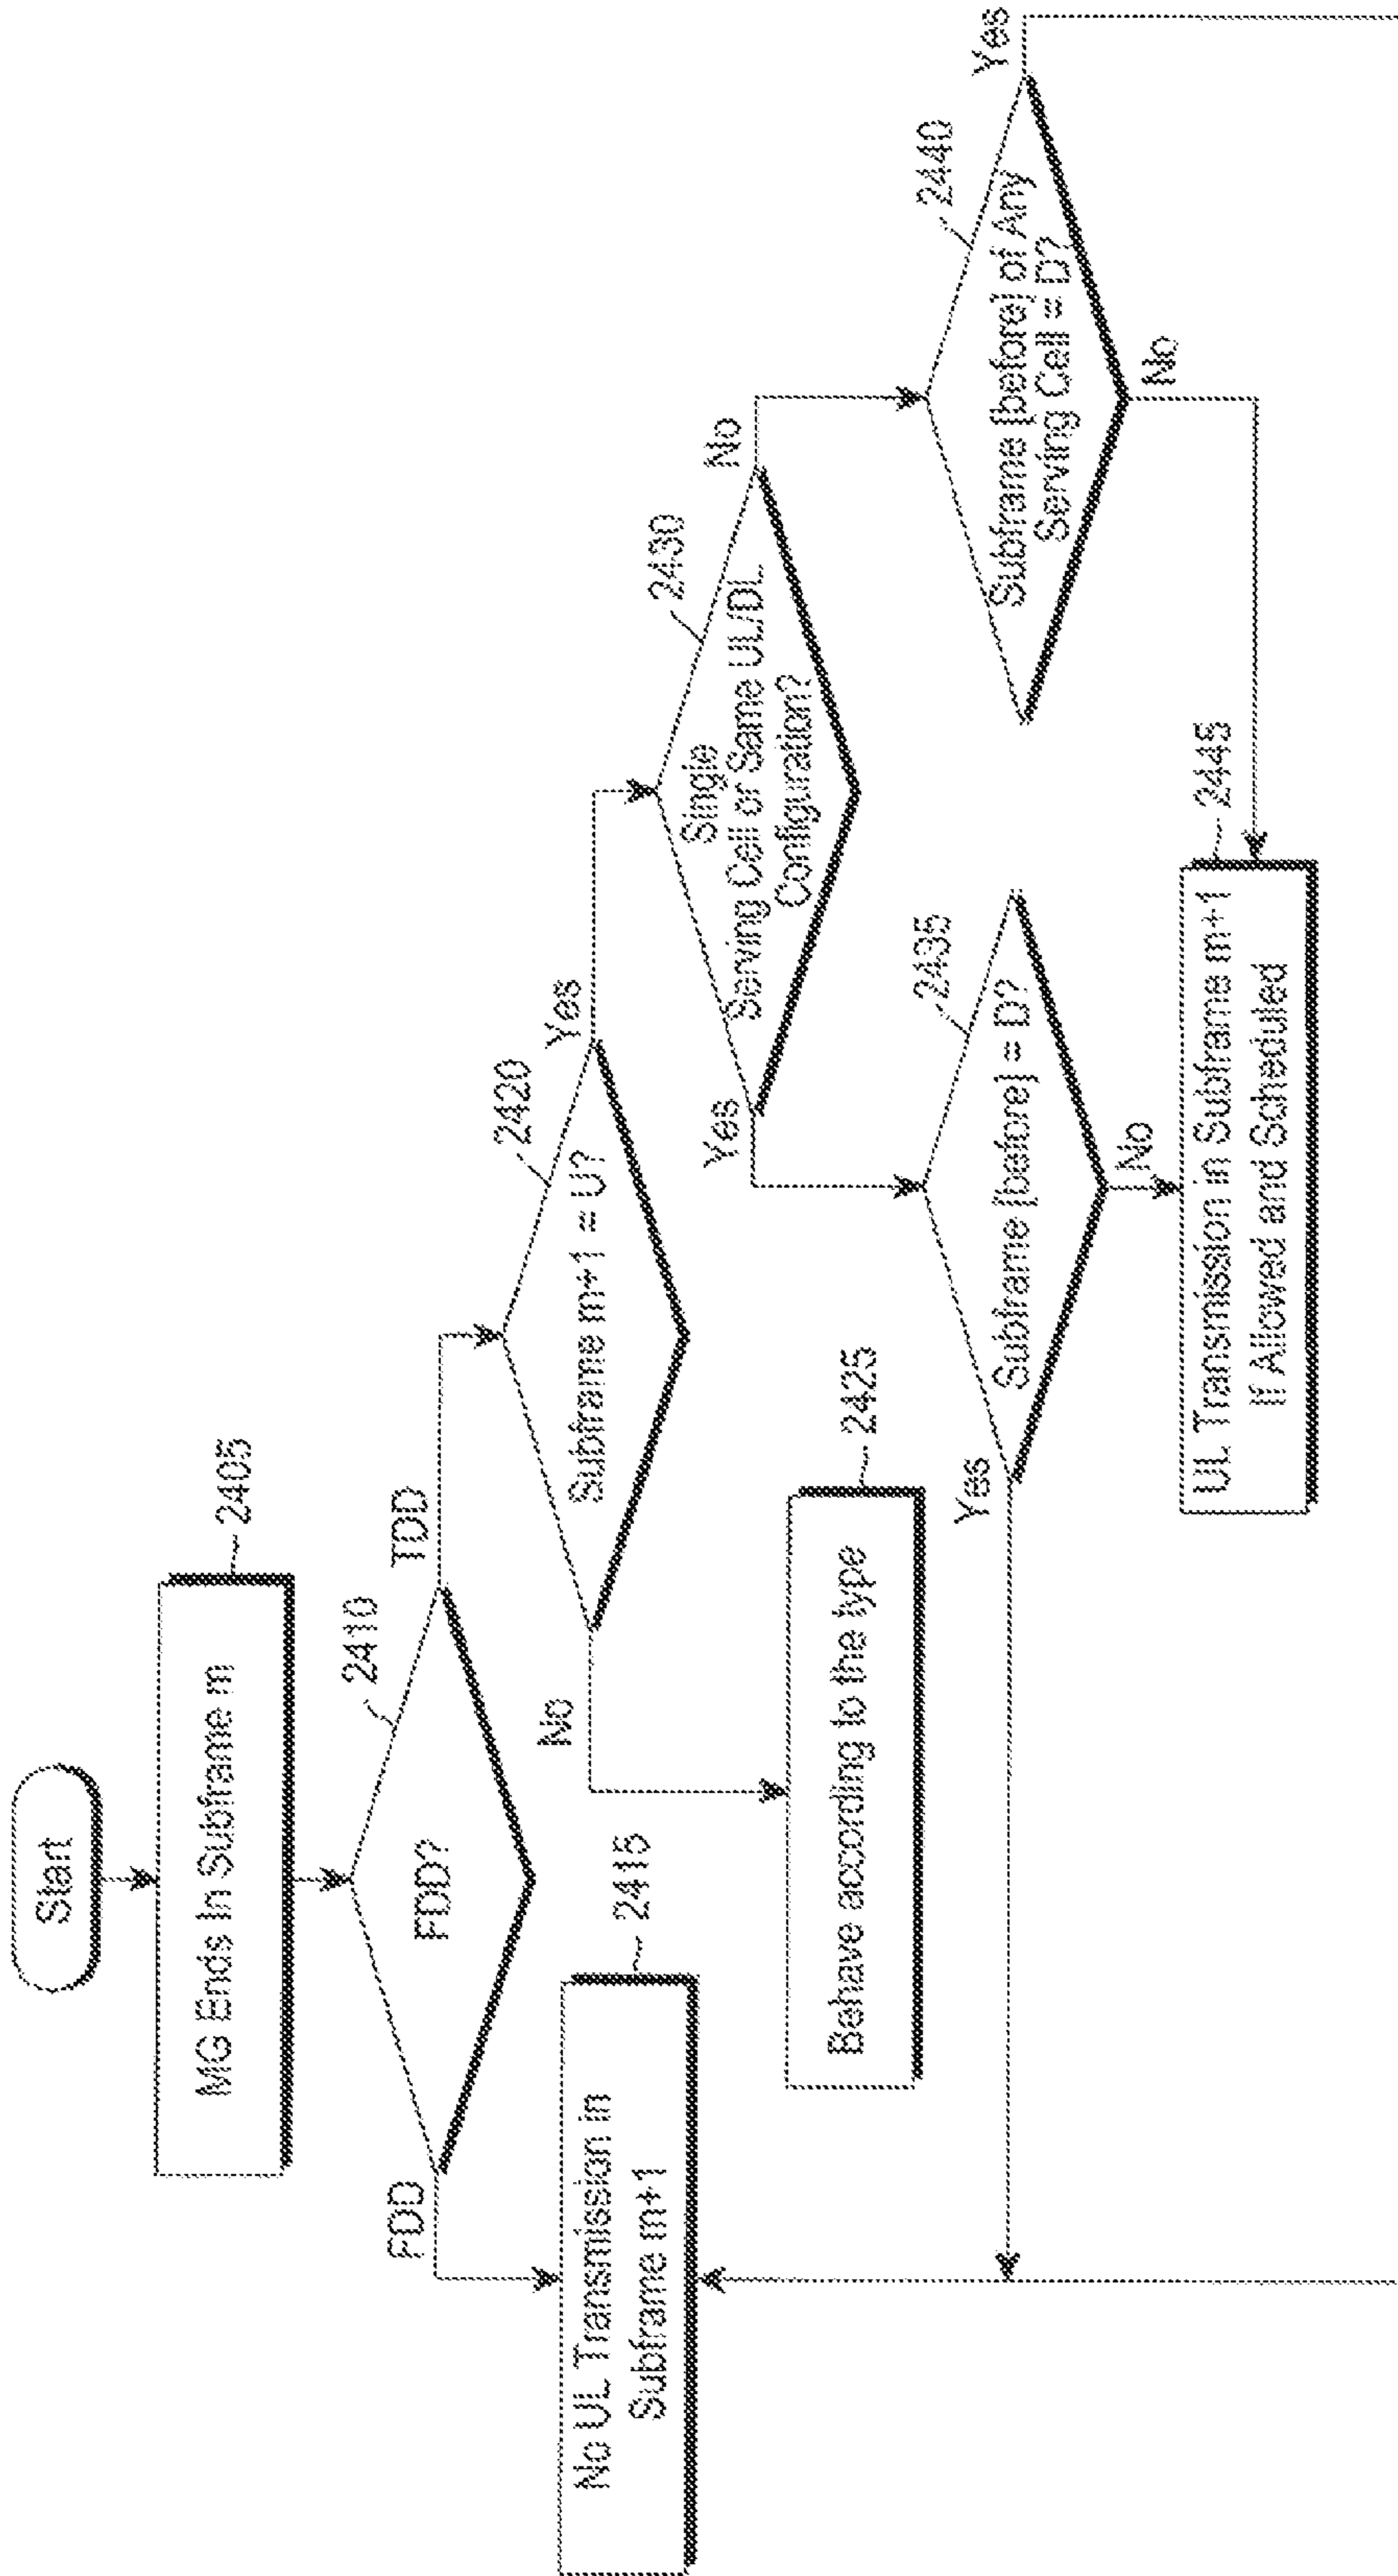 Start
MG Ends In Subframe m
2405
FDD?
2410
FDD
TDD
No UL Transmission in
Subframe m+1
2415
Subframe m+1 = U?
2420
No
Yes
Behave according to the type
2425
Single
Serving Cell or Same UL/DL
Configuration?
2430
Yes
No
Subframe [before] = D?
2435
Yes
No
Subframe [before] of Any
Serving Cell = D?
2440
Yes
No
UL Transmission in Subframe m+1
If Allowed and Scheduled
2445